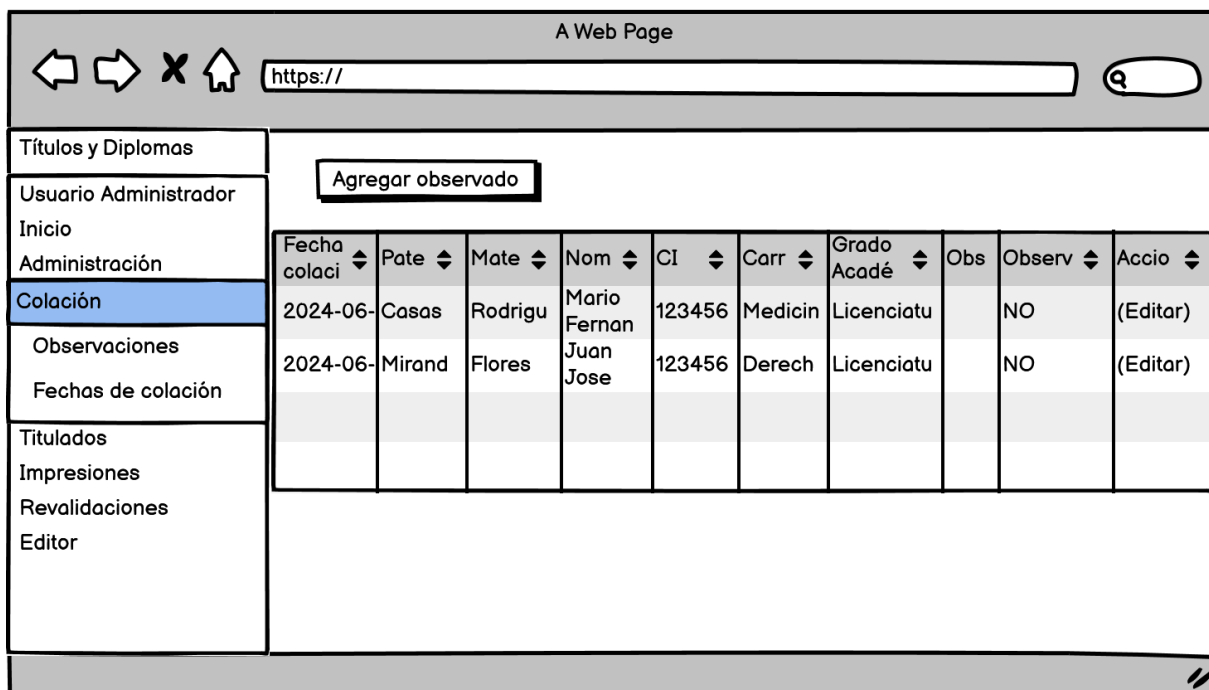 A Web Page
https://
Títulos y Diplomas
Usuario Administrador
Inicio
Administración
Colación
Observaciones
Fechas de colación
Titulados
Impresiones
Revalidaciones
Editor
Agregar observado
Fecha colaci Pate Mate Nom CI Carr Grado Acadé Obs Observ Accio
2024-06- Casas Rodrigu Mario Fernan 123456 Medicin Licenciatu NO (Editar)
2024-06- Mirand Flores Juan Jose 123456 Derech Licenciatu NO (Editar)